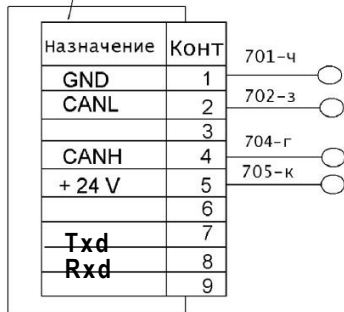 Назначение Конт
GND 1 701-ч
CANL 2 702-з
3
CANH 4 704-г
+ 24 V 5 705-к
6
Txd 7
Rxd 8
9